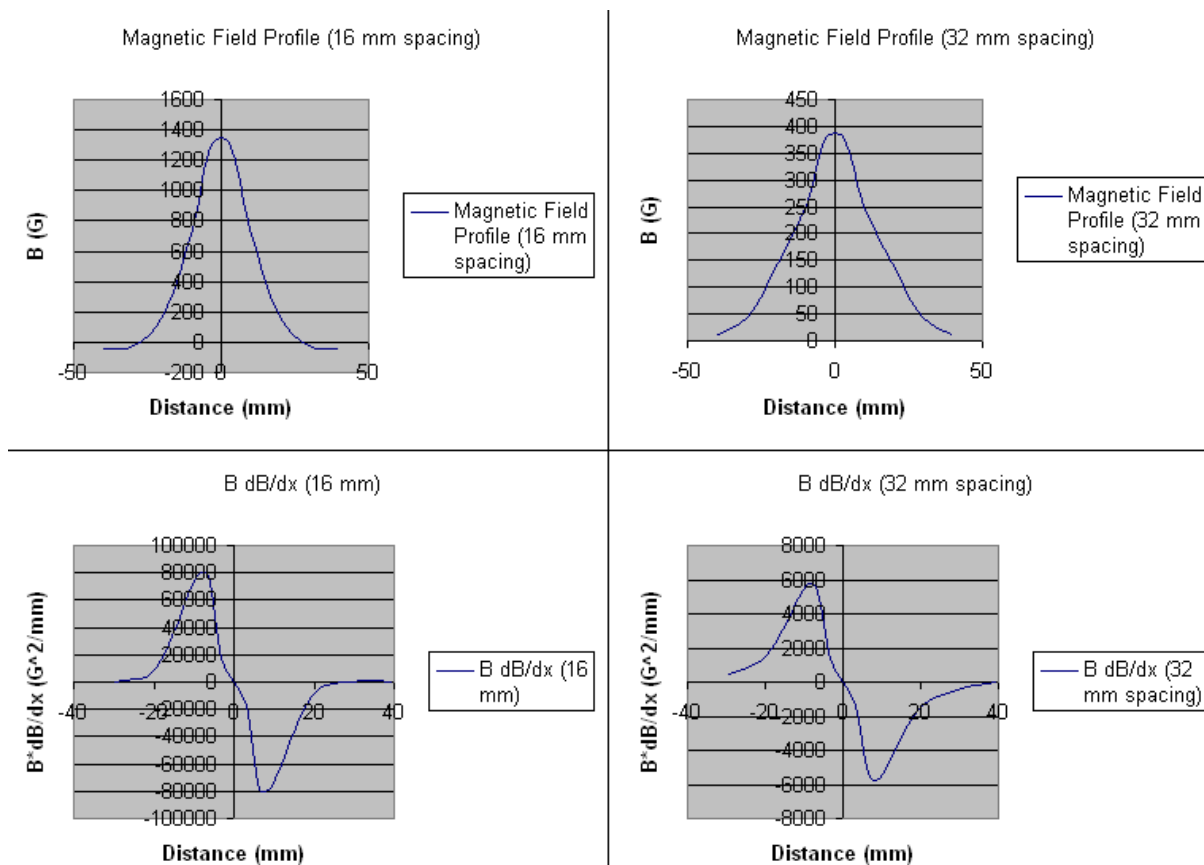 Magnetic Field Profile (16 mm spacing)
1600
1400
1200
1000
800
600
400
200
0
-200
-50
0
50
B (G)
Distance (mm)
Magnetic Field
Profile (16 mm
spacing)
Magnetic Field Profile (32 mm spacing)
450
400
350
300
250
200
150
100
50
0
-50
0
50
B (G)
Distance (mm)
Magnetic Field
Profile (32 mm
spacing)
B dB/dx (16 mm)
100000
80000
60000
40000
20000
0
-20000
-40000
-60000
-80000
-100000
-40
-20
0
20
40
B*dB/dx (G^2/mm)
Distance (mm)
B dB/dx (16
mm)
B dB/dx (32 mm spacing)
8000
6000
4000
2000
0
-2000
-4000
-6000
-8000
-40
-20
0
20
40
B*dB/dx (G^2/mm)
Distance (mm)
B dB/dx (32
mm spacing)